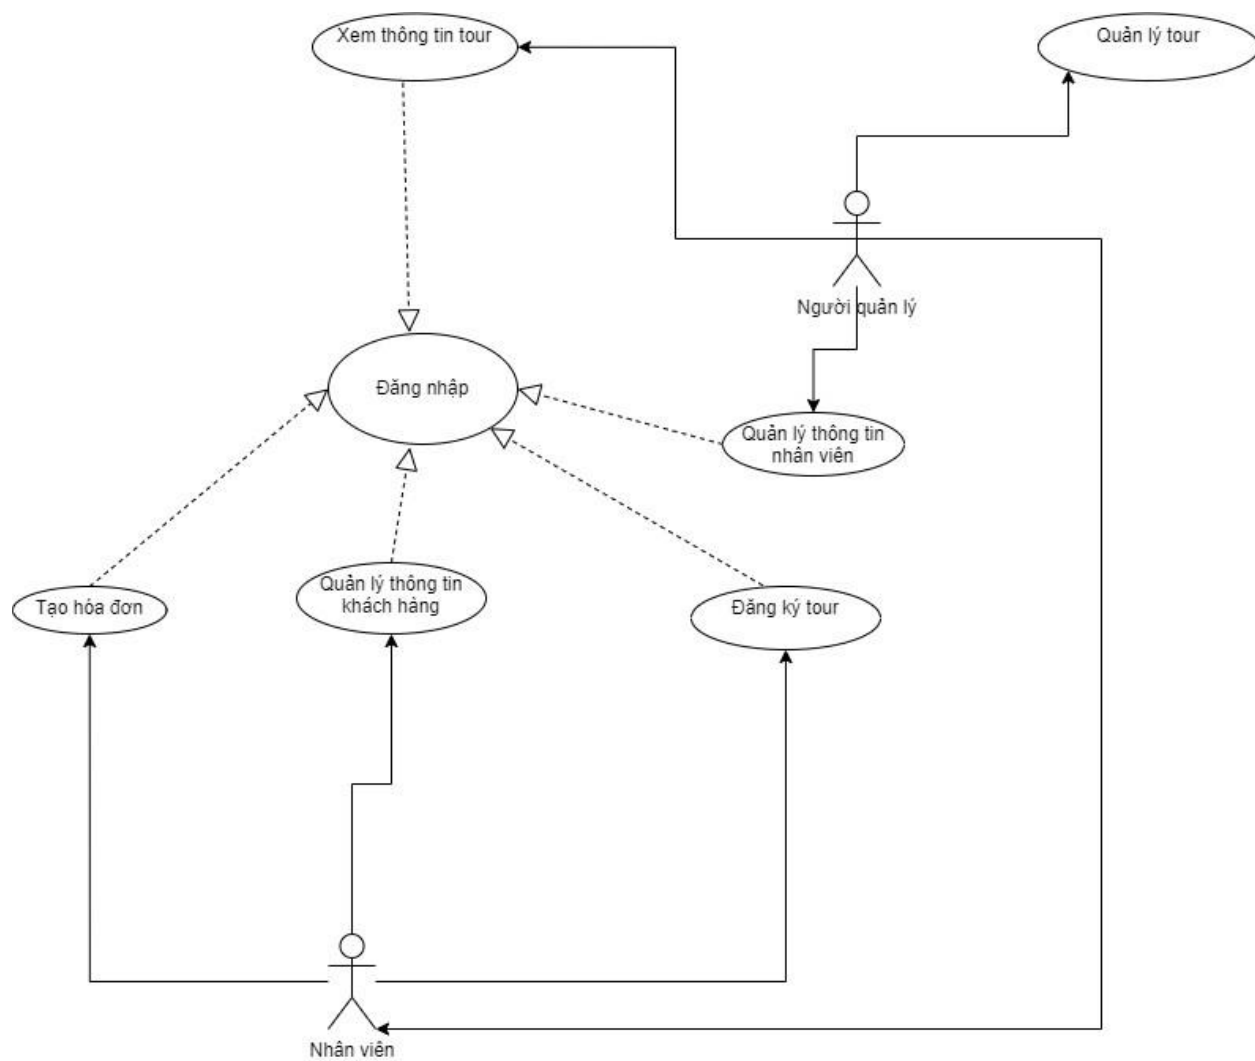 Xem thông tin tour
Quản lý tour
Người quản lý
Đăng nhập
Quản lý thông tin
nhân viên
Tạo hóa đơn
Quản lý thông tin
khách hàng
Đăng ký tour
Nhân viên